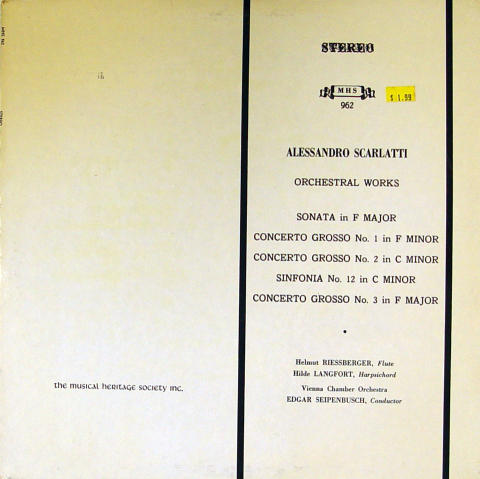 STEREO
MHS
962
$1.99
ALESSANDRO SCARLATTI
ORCHESTRAL WORKS
SONATA in F MAJOR
CONCERTO GROSSO No. 1 in F MINOR
CONCERTO GROSSO No. 2 in C MINOR
SINFONIA No. 12 in C MINOR
CONCERTO GROSSO No. 3 in F MAJOR
Helmut RIESSBERGER, Flute
Hilde LANGFORT, Harpsichord
Vienna Chamber Orchestra
EDGAR SEIPENBUSCH, Conductor
the musical heritage society inc.